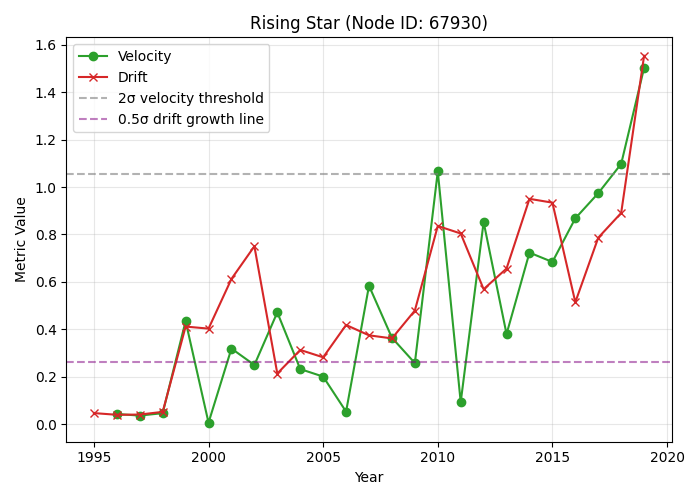 Rising Star (Node ID: 67930)
Velocity
Drift
2σ velocity threshold
0.5σ drift growth line
Metric Value
1.6
1.4
1.2
1.0
0.8
0.6
0.4
0.2
0.0
1995
2000
2005
2010
2015
2020
Year